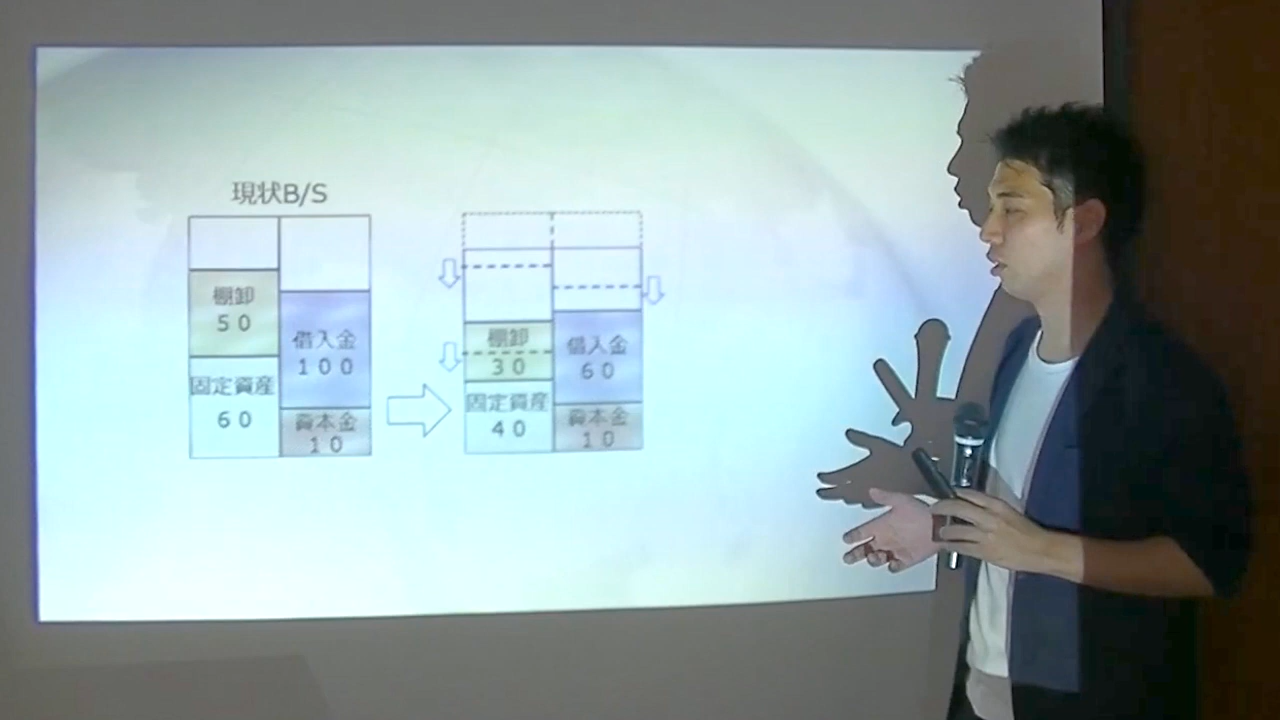 現状B/S
棚卸
５０
固定資産
６０
借入金
１００
資本金
１０
棚卸
３０
固定資産
４０
借入金
６０
資本金
１０